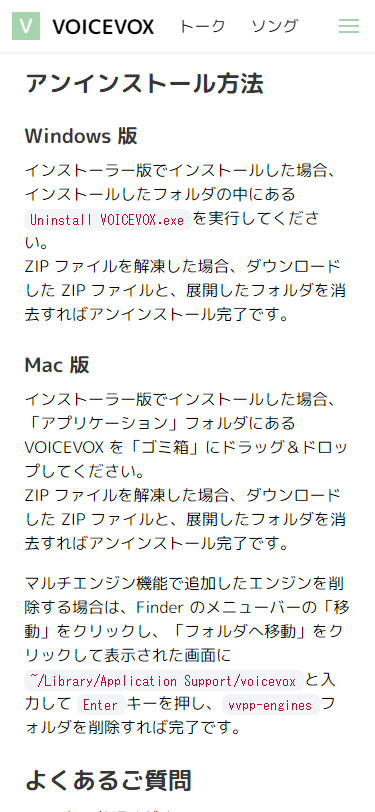 V VOICEVOX トーク ソング
アンインストール方法
Windows 版
インストーラー版でインストールした場合、
インストールしたフォルダの中にある
Uninstall VOICEVOX.exe を実行してくださ
い。
ZIP ファイルを解凍した場合、ダウンロード
した ZIP ファイルと、展開したフォルダを消
去すればアンインストール完了です。
Mac 版
インストーラー版でインストールした場合、
「アプリケーション」フォルダにある
VOICEVOX を「ゴミ箱」にドラッグ＆ドロッ
プしてください。
ZIP ファイルを解凍した場合、ダウンロード
した ZIP ファイルと、展開したフォルダを消
去すればアンインストール完了です。
マルチエンジン機能で追加したエンジンを削
除する場合は、Finder のメニューバーの「移
動」をクリックし、「フォルダへ移動」をク
リックして表示された画面に
~/Library/Application Support/voicevox と入
力して Enter キーを押し、 vvpp-engines フ
ォルダを削除すれば完了です。
よくあるご質問